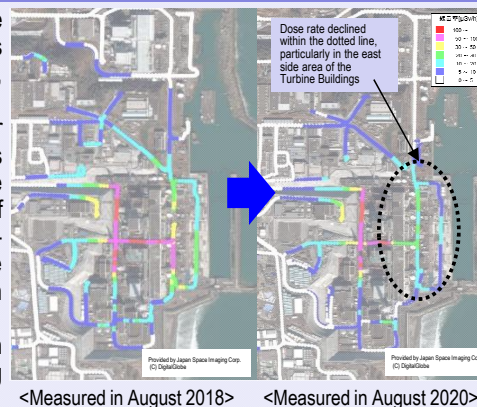 Dose rate declined
within the dotted line,
particularly in the east
side area of the
Turbine Buildings
Provided by Japan Space Imaging Corp.
(C) DigitalGlobe
Provided by Japan Space Imaging Co
(C) DigitalGlobe
<Measured in August 2018>
<Measured in August 2020>